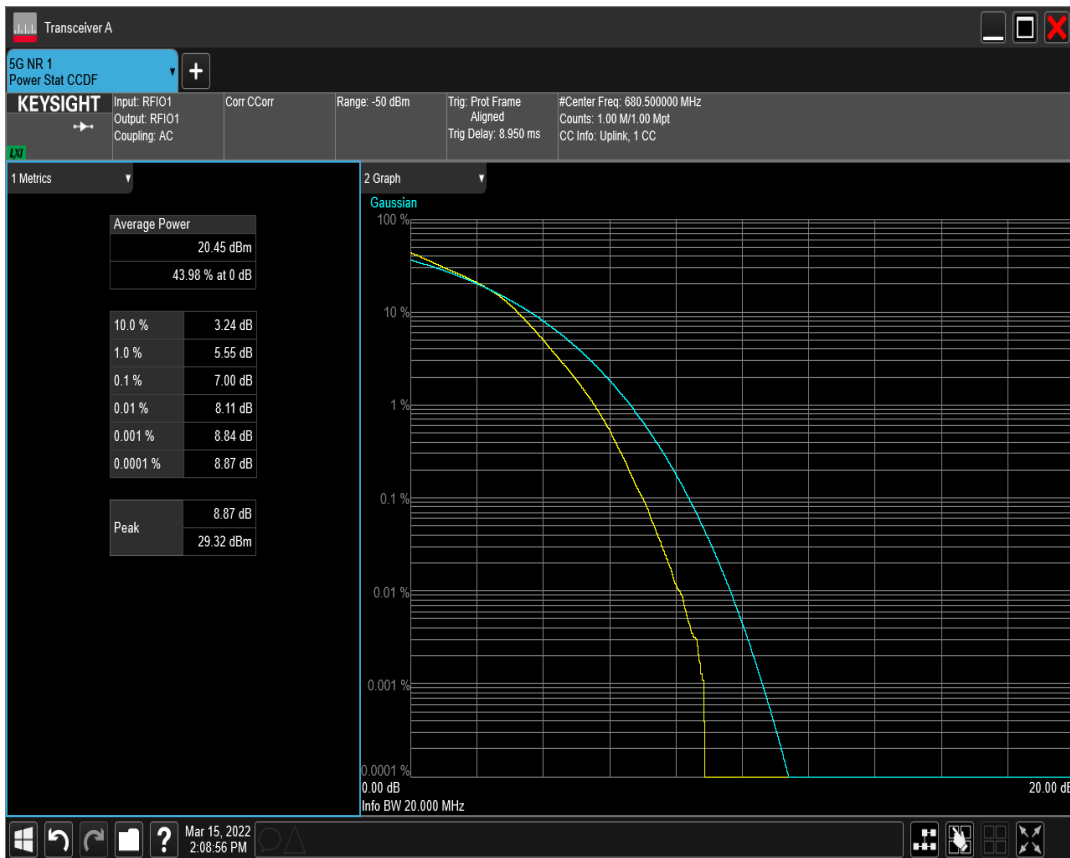 Transceiver A
5G NR 1
Power Stat CCDF
KEYSIGHT
LXI
Input: RFIO1
Output: RFIO1
Coupling: AC
Corr CCorr
Range: -50 dBm
Trig: Prot Frame
Aligned
Trig Delay: 8.950 ms
#Center Freq: 680.500000 MHz
Counts: 1.00 M/1.00 Mpt
CC Info: Uplink, 1 CC
1 Metrics
Average Power
20.45 dBm
43.98 % at 0 dB
10.0 % 3.24 dB
1.0 % 5.55 dB
0.1 % 7.00 dB
0.01 % 8.11 dB
0.001 % 8.84 dB
0.0001 % 8.87 dB
Peak
8.87 dB
29.32 dBm
2 Graph
Gaussian
100 %
10 %
1 %
0.1 %
0.01 %
0.001 %
0.0001 %
0.00 dB 20.00 dB
Info BW 20.000 MHz
?
Mar 15, 2022
2:08:56 PM